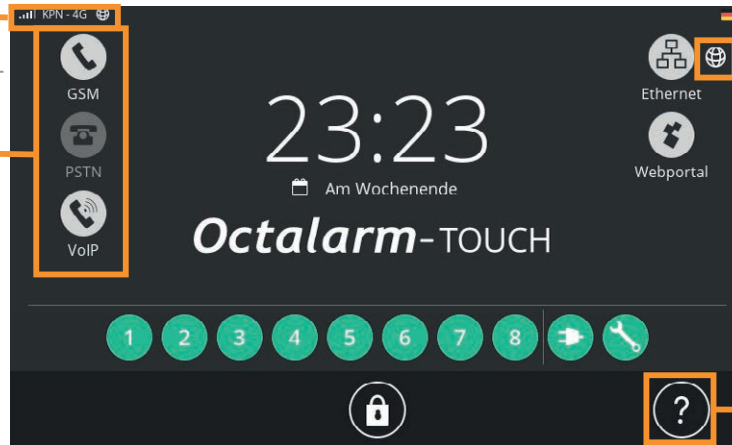 KPN - 4G
GSM
PSTN
VoIP
23:23
Am Wochenende
Octalarm-TOUCH
Ethernet
Webportal
1 2 3 4 5 6 7 8
?